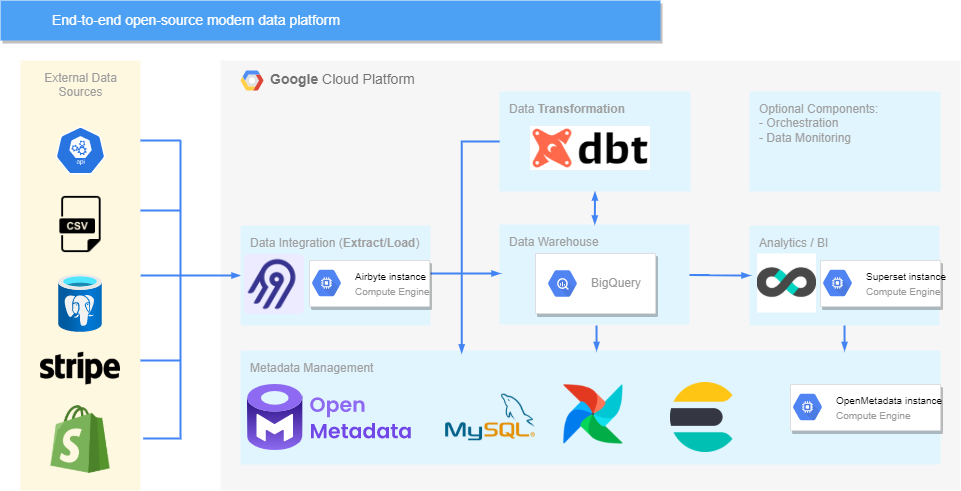 End-to-end open-source modern data platform
External Data
Sources
api
CSV
stripe
S
Google Cloud Platform
Data Transformation
dbt
Optional Components:
- Orchestration
- Data Monitoring
Data Integration (Extract/Load)
Airbyte instance
Compute Engine
Data Warehouse
BigQuery
Analytics / BI
Superset instance
Compute Engine
Metadata Management
Open
Metadata
MySQL
OpenMetadata instance
Compute Engine